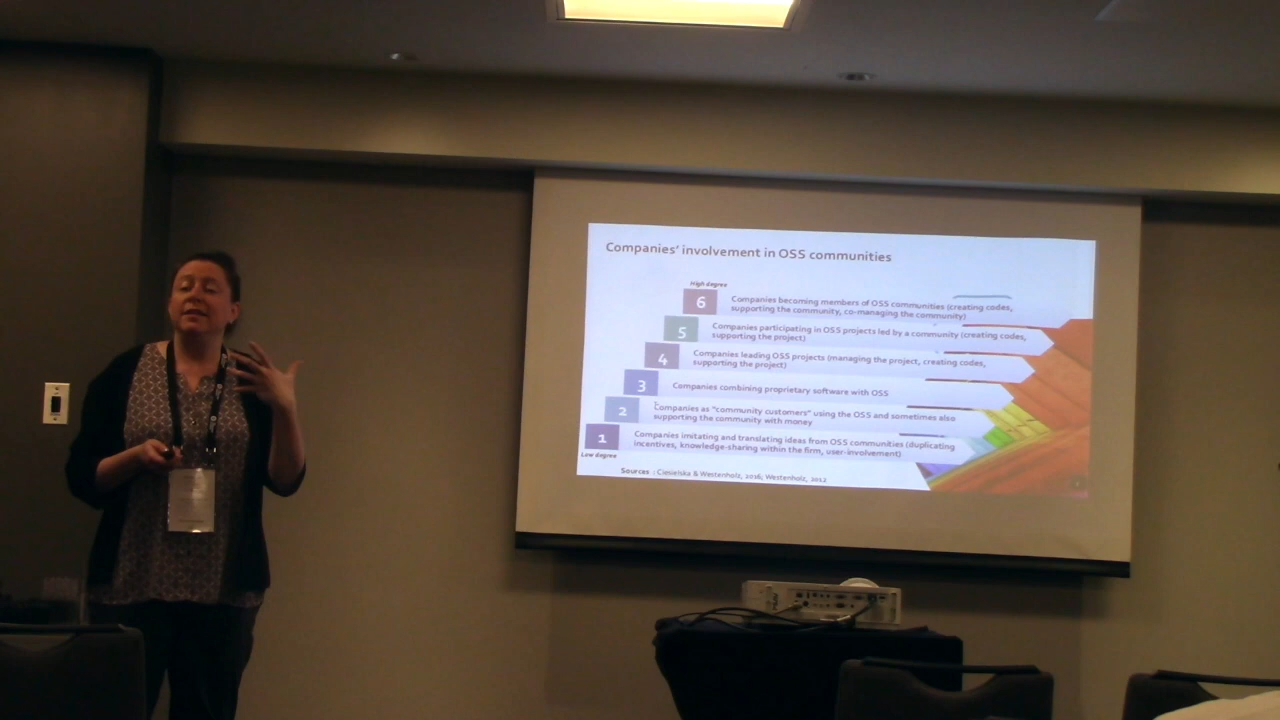 Companies' involvement in OSS communities
High degree
6
Companies becoming members of OSS communities (creating codes,
supporting the community, co-managing the community)
5
Companies participating in OSS projects led by a community (creating codes,
supporting the project)
4
Companies leading OSS projects (managing the project, creating codes,
supporting the project)
3
Companies combining proprietary software with OSS
2
Companies as "community customers" using the OSS and sometimes also
supporting the community with money
1
Companies imitating and translating ideas from OSS communities (duplicating
incentives, knowledge-sharing within the firm, user-involvement)
Low degree
Sources : Ciesielska & Westenholz, 2016; Westenholz, 2012